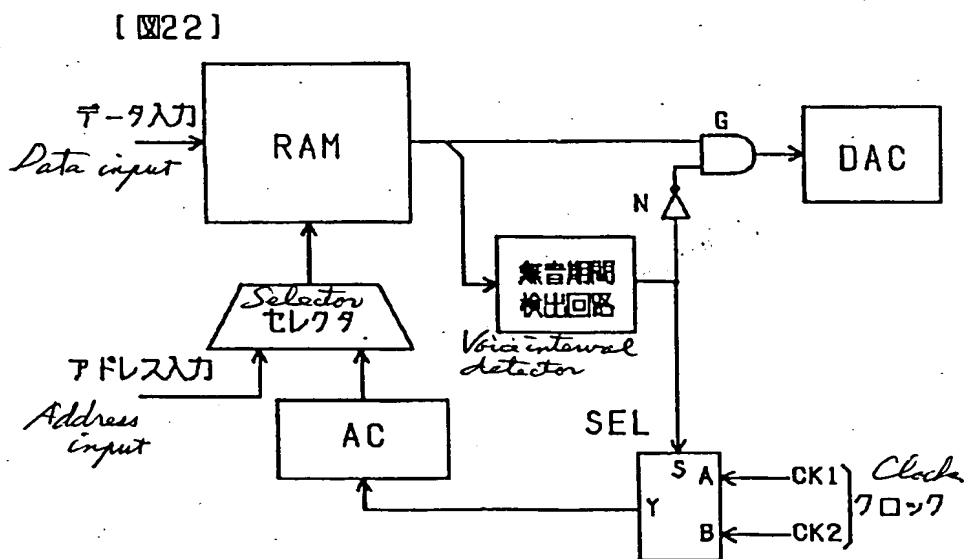 [図22]
データ入力
Data input
RAM
G
DAC
N
無音期間
検出回路
Voice interval
detector
Selector
セレクタ
アドレス入力
Address
input
AC
SEL
S
A
Y
B
CK1
CK2
Clocks
クロック